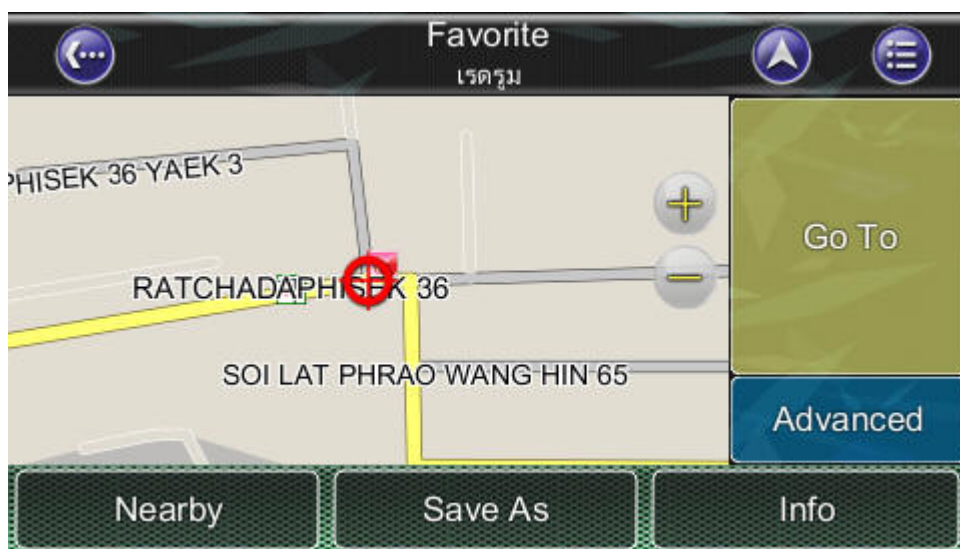 Favorite
เรดรูม
PHISEK 36 YAEK 3
Go To
RATCHADAPHISEK 36
SOI LAT PHRAO WANG HIN 65
Advanced
Nearby
Save As
Info